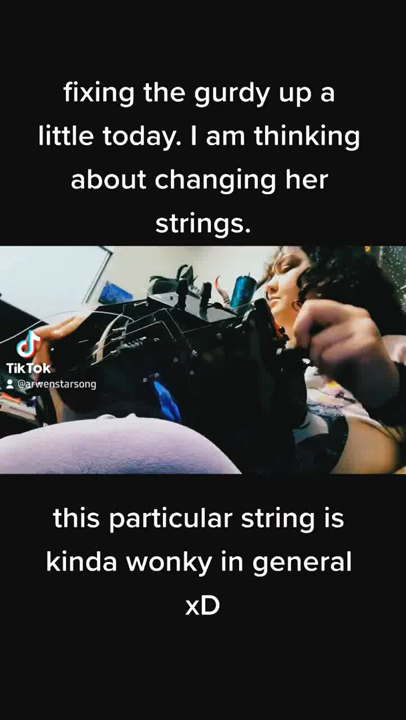 fixing the gurdy up a
little today. I am thinking
about changing her
strings.
TikTok
@arwenstarsong
this particular string is
kinda wonky in general
xD